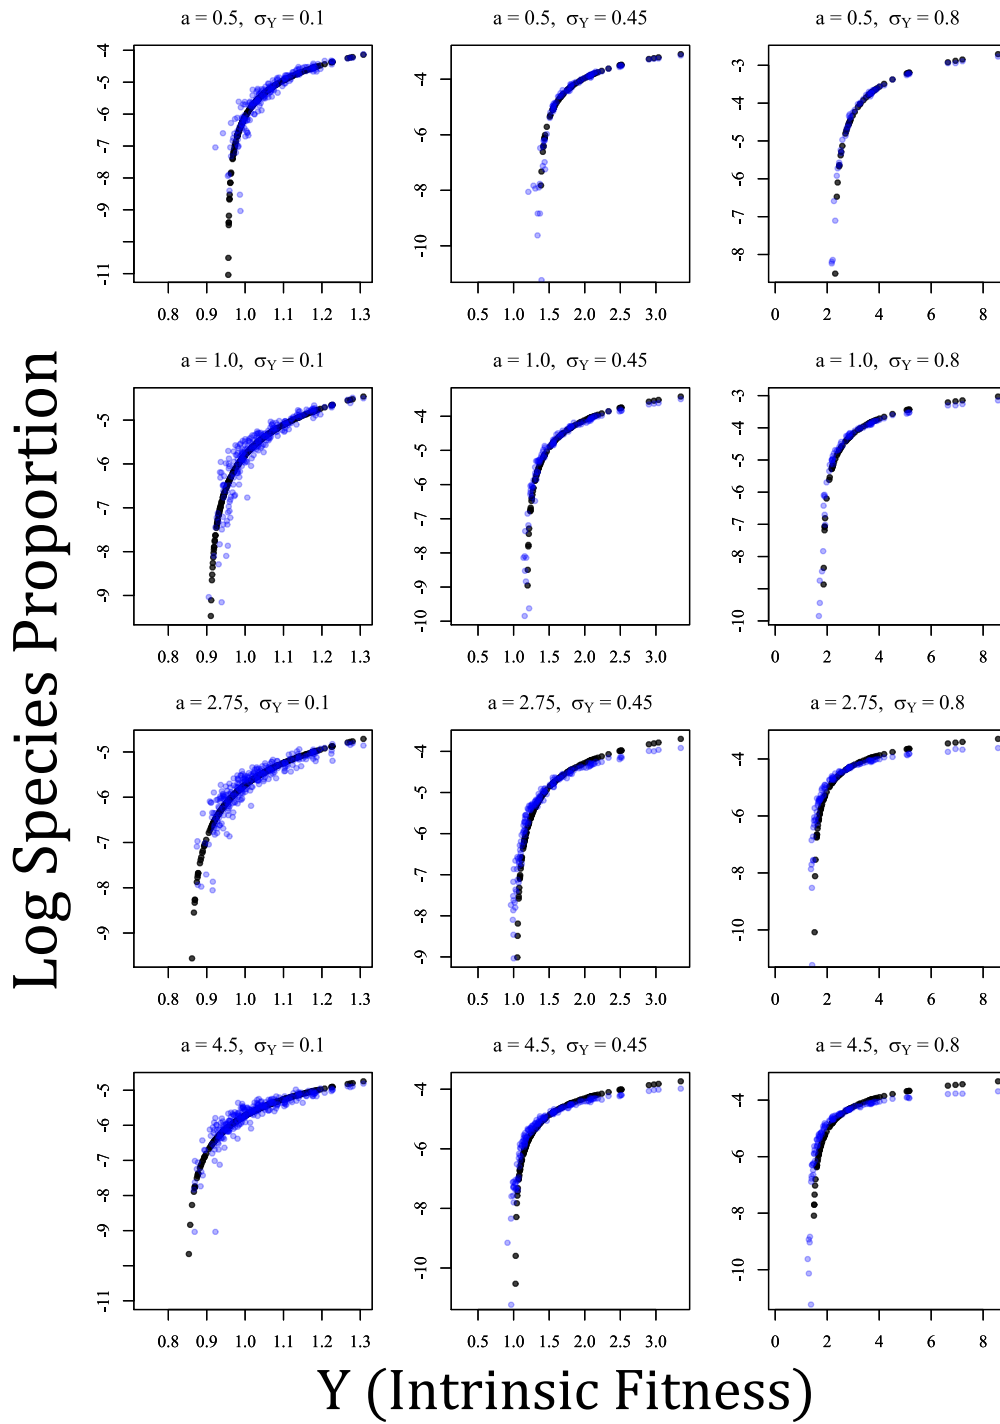 a = 0.5, σY = 0.1
a = 0.5, σY = 0.45
a = 0.5, σY = 0.8
-4
-5
-6
-7
-8
-11
0.8 0.9 1.0 1.1 1.2 1.3
-4
-6
-8
-10
0.5 1.0 1.5 2.0 2.5 3.0
-3
-4
-5
-6
-7
-8
0 2 4 6 8
a = 1.0, σY = 0.1
a = 1.0, σY = 0.45
a = 1.0, σY = 0.8
-5
-6
-7
-9
0.8 0.9 1.0 1.1 1.2 1.3
-4
-5
-6
-7
-8
-9
-10
0.5 1.0 1.5 2.0 2.5 3.0
-3
-4
-5
-6
-7
-8
-9
-10
0 2 4 6 8
a = 2.75, σY = 0.1
a = 2.75, σY = 0.45
a = 2.75, σY = 0.8
-5
-6
-7
-9
0.8 0.9 1.0 1.1 1.2 1.3
-4
-5
-6
-7
-8
-9
0.5 1.0 1.5 2.0 2.5 3.0
-4
-6
-8
-10
0 2 4 6 8
a = 4.5, σY = 0.1
a = 4.5, σY = 0.45
a = 4.5, σY = 0.8
-5
-6
-7
-8
-9
-11
0.8 0.9 1.0 1.1 1.2 1.3
-4
-6
-8
-10
0.5 1.0 1.5 2.0 2.5 3.0
-4
-6
-8
-10
0 2 4 6 8
Log Species Proportion
Y (Intrinsic Fitness)